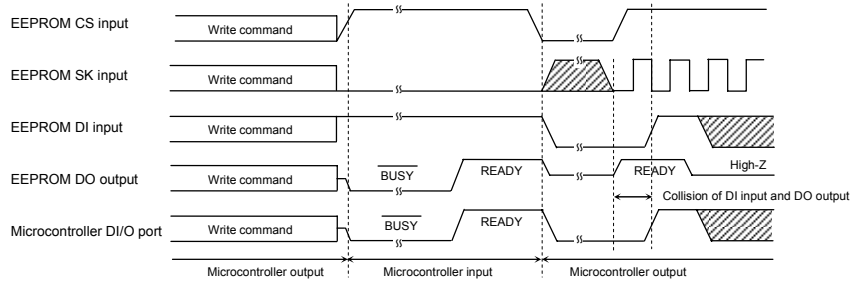 EEPROM CS input
Write command
EEPROM SK input
Write command
EEPROM DI input
Write command
EEPROM DO output
Write command
BUSY
READY
READY
High-Z
Collision of DI input and DO output
Microcontroller DI/O port
Write command
BUSY
READY
Microcontroller output
Microcontroller input
Microcontroller output